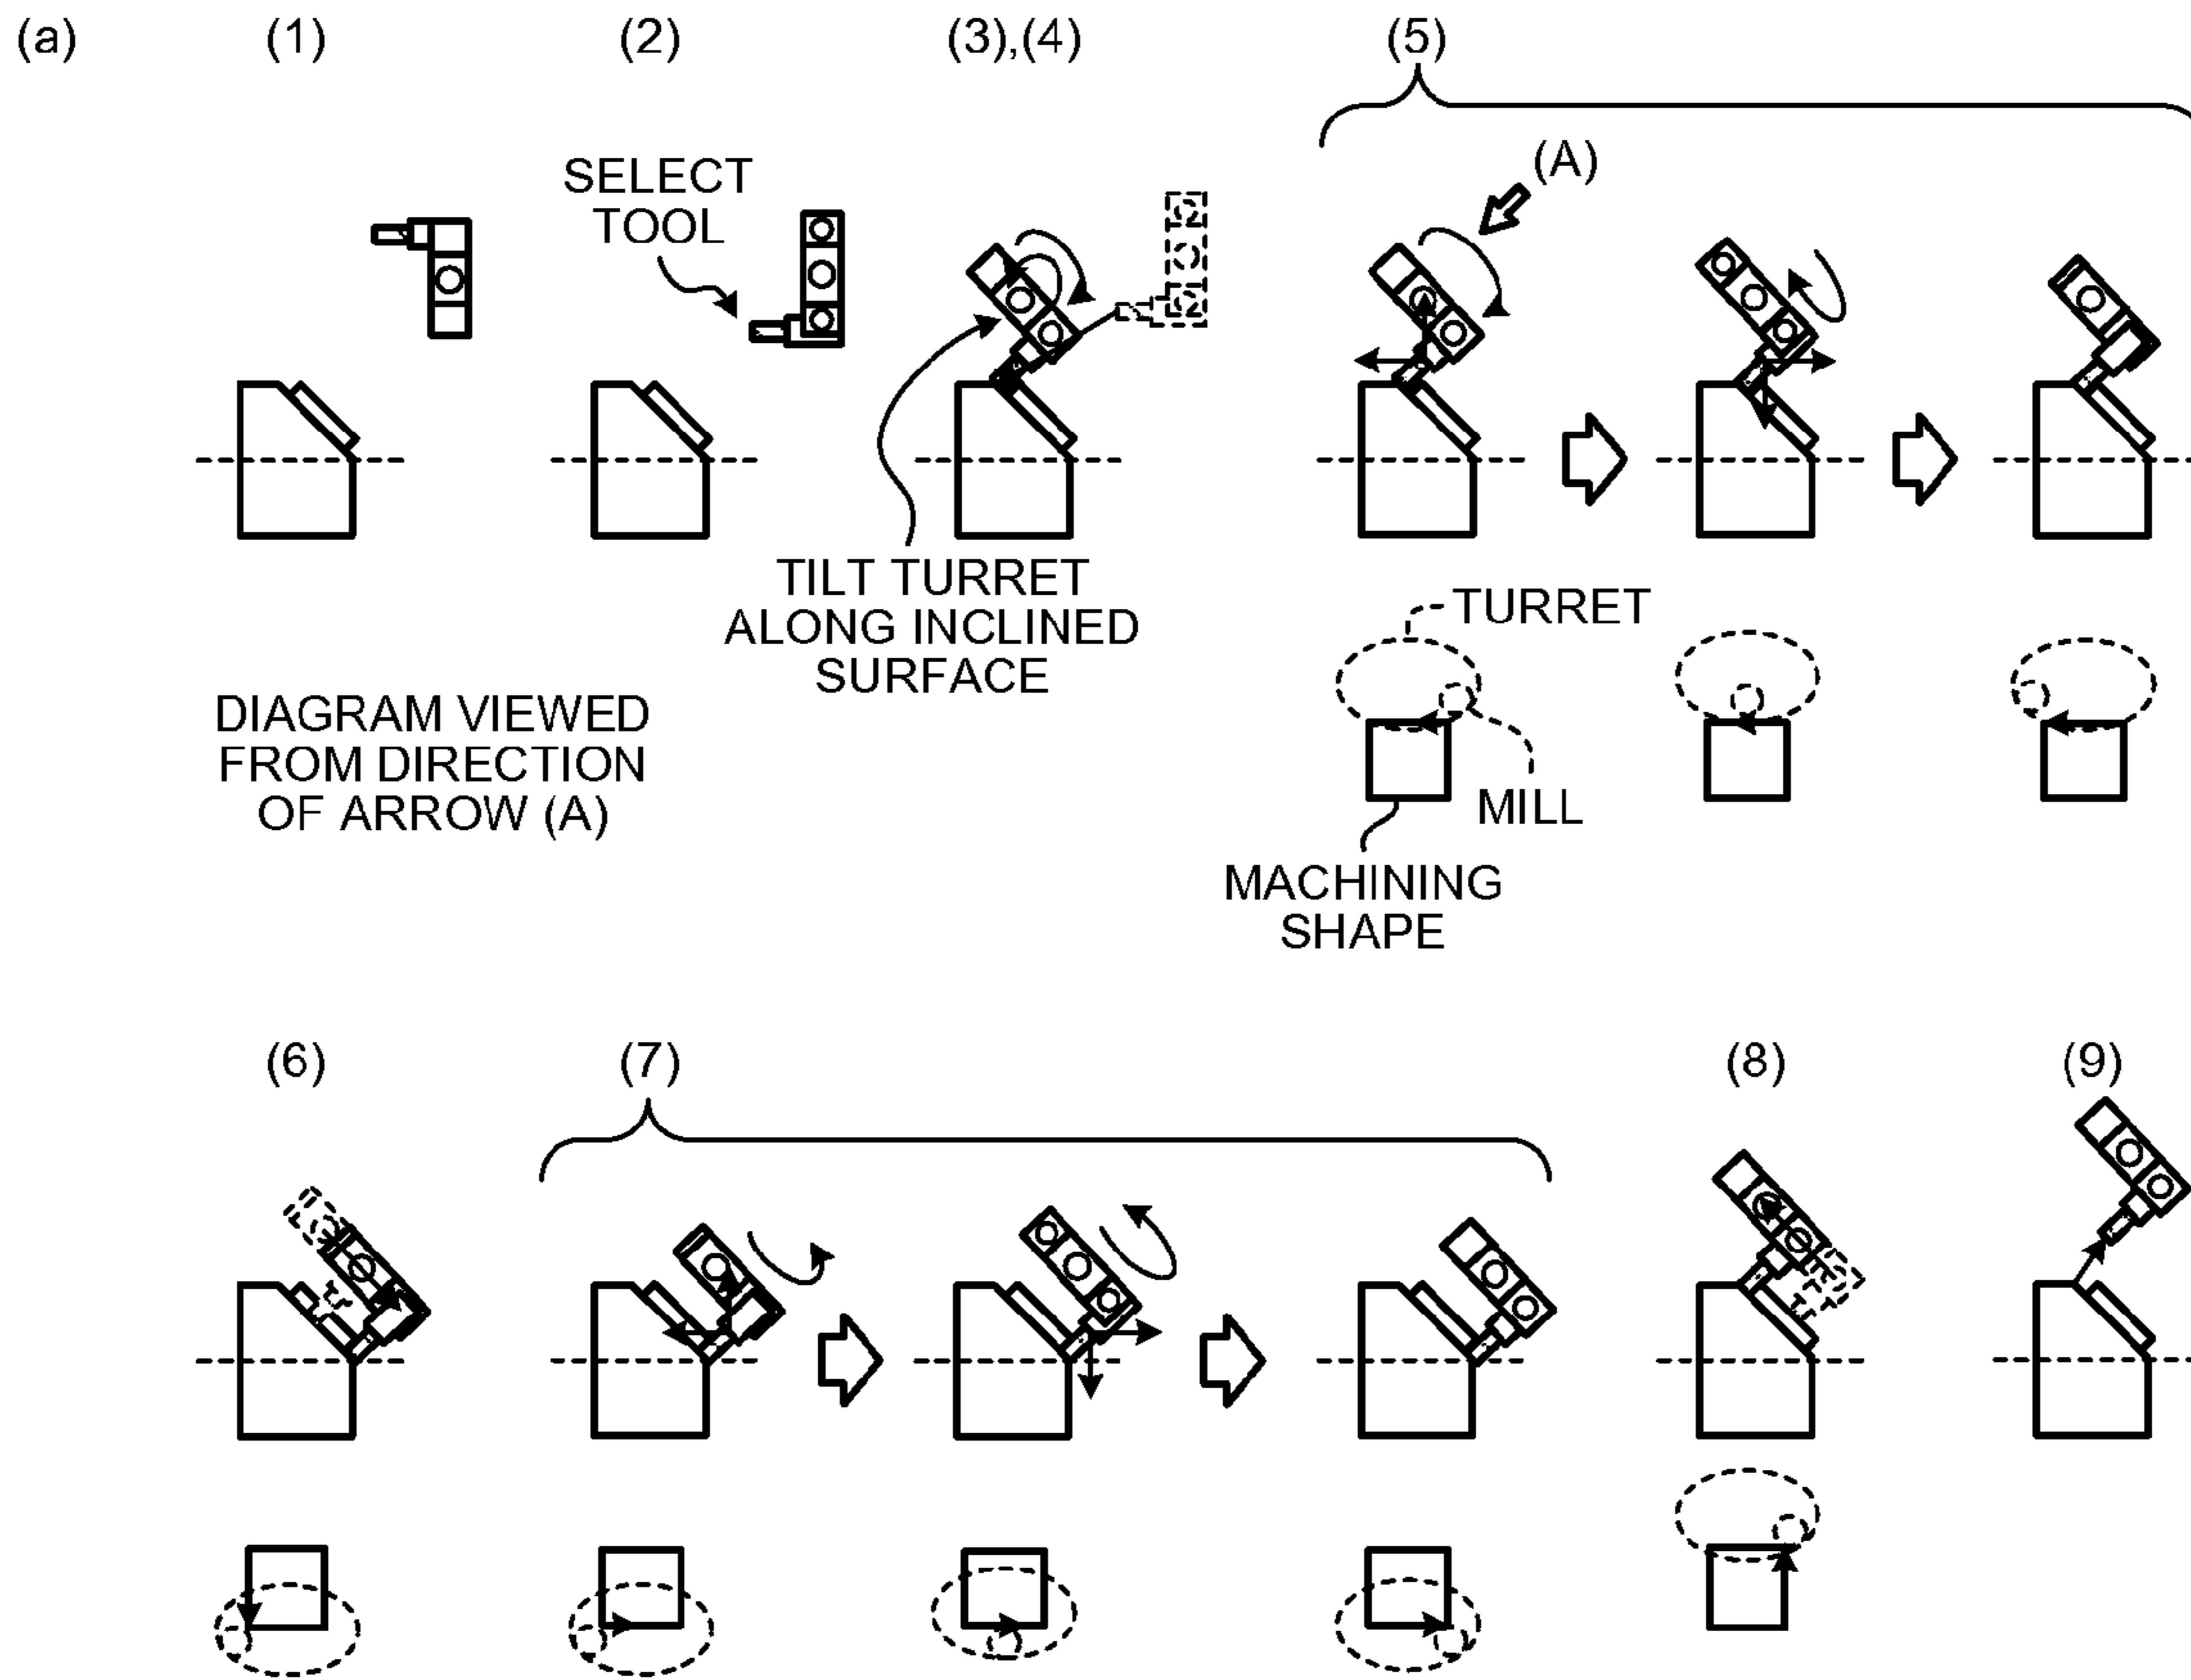 (a) (1) (2) (3),(4) (5)
(A)
SELECT
TOOL
TILT TURRET
ALONG INCLINED
SURFACE
TURRET
DIAGRAM VIEWED
FROM DIRECTION
OF ARROW (A)
MILL
MACHINING
SHAPE
(6) (7) (8) (9)